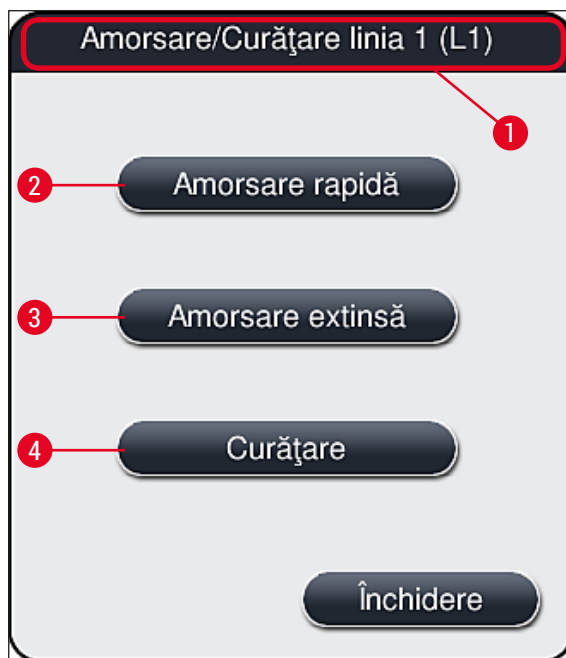 Amorsare/Curăţare linia 1 (L1)
1
2
Amorsare rapidă
3
Amorsare extinsă
4
Curăţare
Închidere